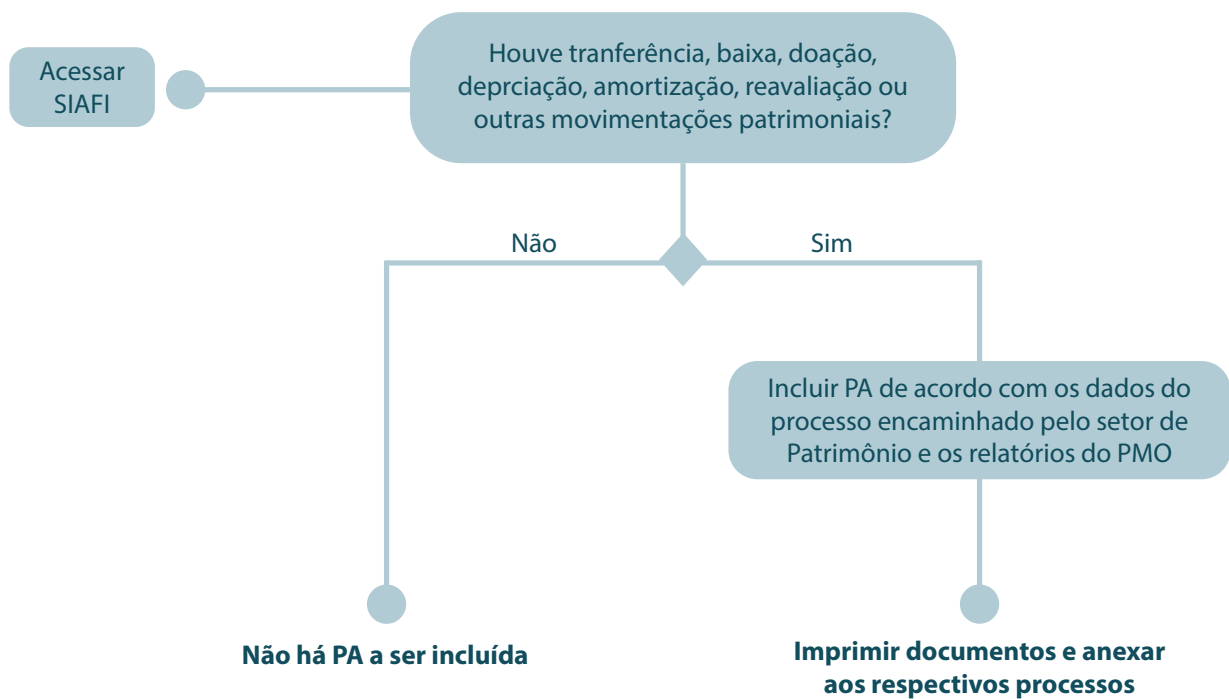 Acessar
SIAFI
Houve tranferência, baixa, doação,
deprciação, amortização, reavaliação ou
outras movimentações patrimoniais?
Não
Sim
Incluir PA de acordo com os dados do
processo encaminhado pelo setor de
Patrimônio e os relatórios do PMO
Não há PA a ser incluída
Imprimir documentos e anexar
aos respectivos processos